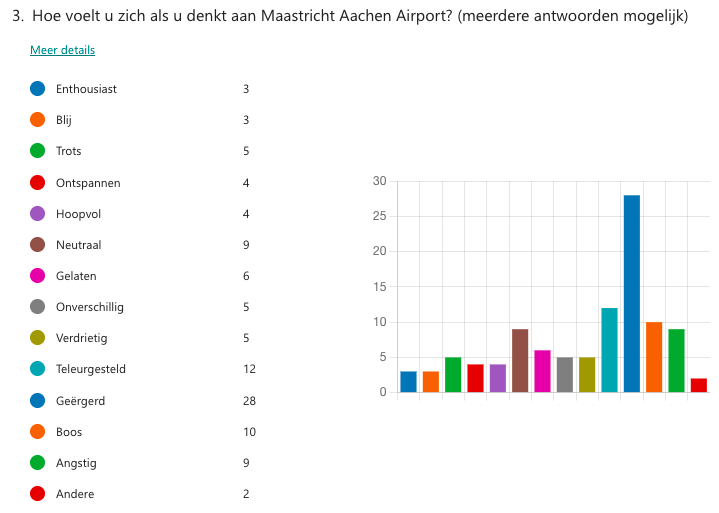 3. Hoe voelt u zich als u denkt aan Maastricht Aachen Airport? (meerdere antwoorden mogelijk)
Meer details
Enthousiast 3
Blij 3
Trots 5
Ontspannen 4
Hoopvol 4
Neutraal 9
Gelaten 6
Onverschillig 5
Verdrietig 5
Teleurgesteld 12
Geërgerd 28
Boos 10
Angstig 9
Andere 2
30
25
20
15
10
5
0